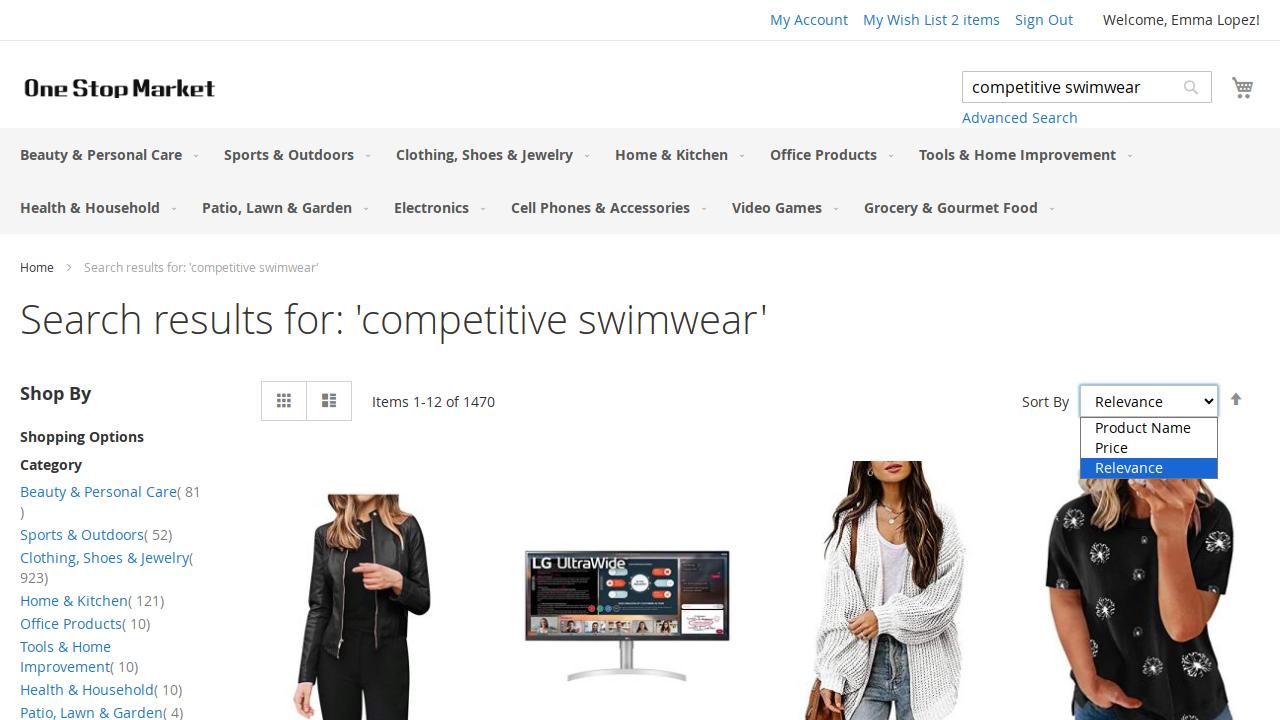 My Account My Wish List 2 items Sign Out Welcome, Emma Lopez!
One Stop Market
competitive swimwear
Advanced Search
Beauty & Personal Care Sports & Outdoors Clothing, Shoes & Jewelry Home & Kitchen Office Products Tools & Home Improvement
Health & Household Patio, Lawn & Garden Electronics Cell Phones & Accessories Video Games Grocery & Gourmet Food
Home Search results for: 'competitive swimwear'
Search results for: 'competitive swimwear'
Shop By
Items 1-12 of 1470
Sort By Relevance
Product Name
Price
Relevance
Shopping Options
Category
Beauty & Personal Care( 81
)
Sports & Outdoors( 52)
Clothing, Shoes & Jewelry(
923)
Home & Kitchen( 121)
Office Products( 10)
Tools & Home
Improvement( 10)
Health & Household( 10)
Patio, Lawn & Garden( 4)
LG UltraWide